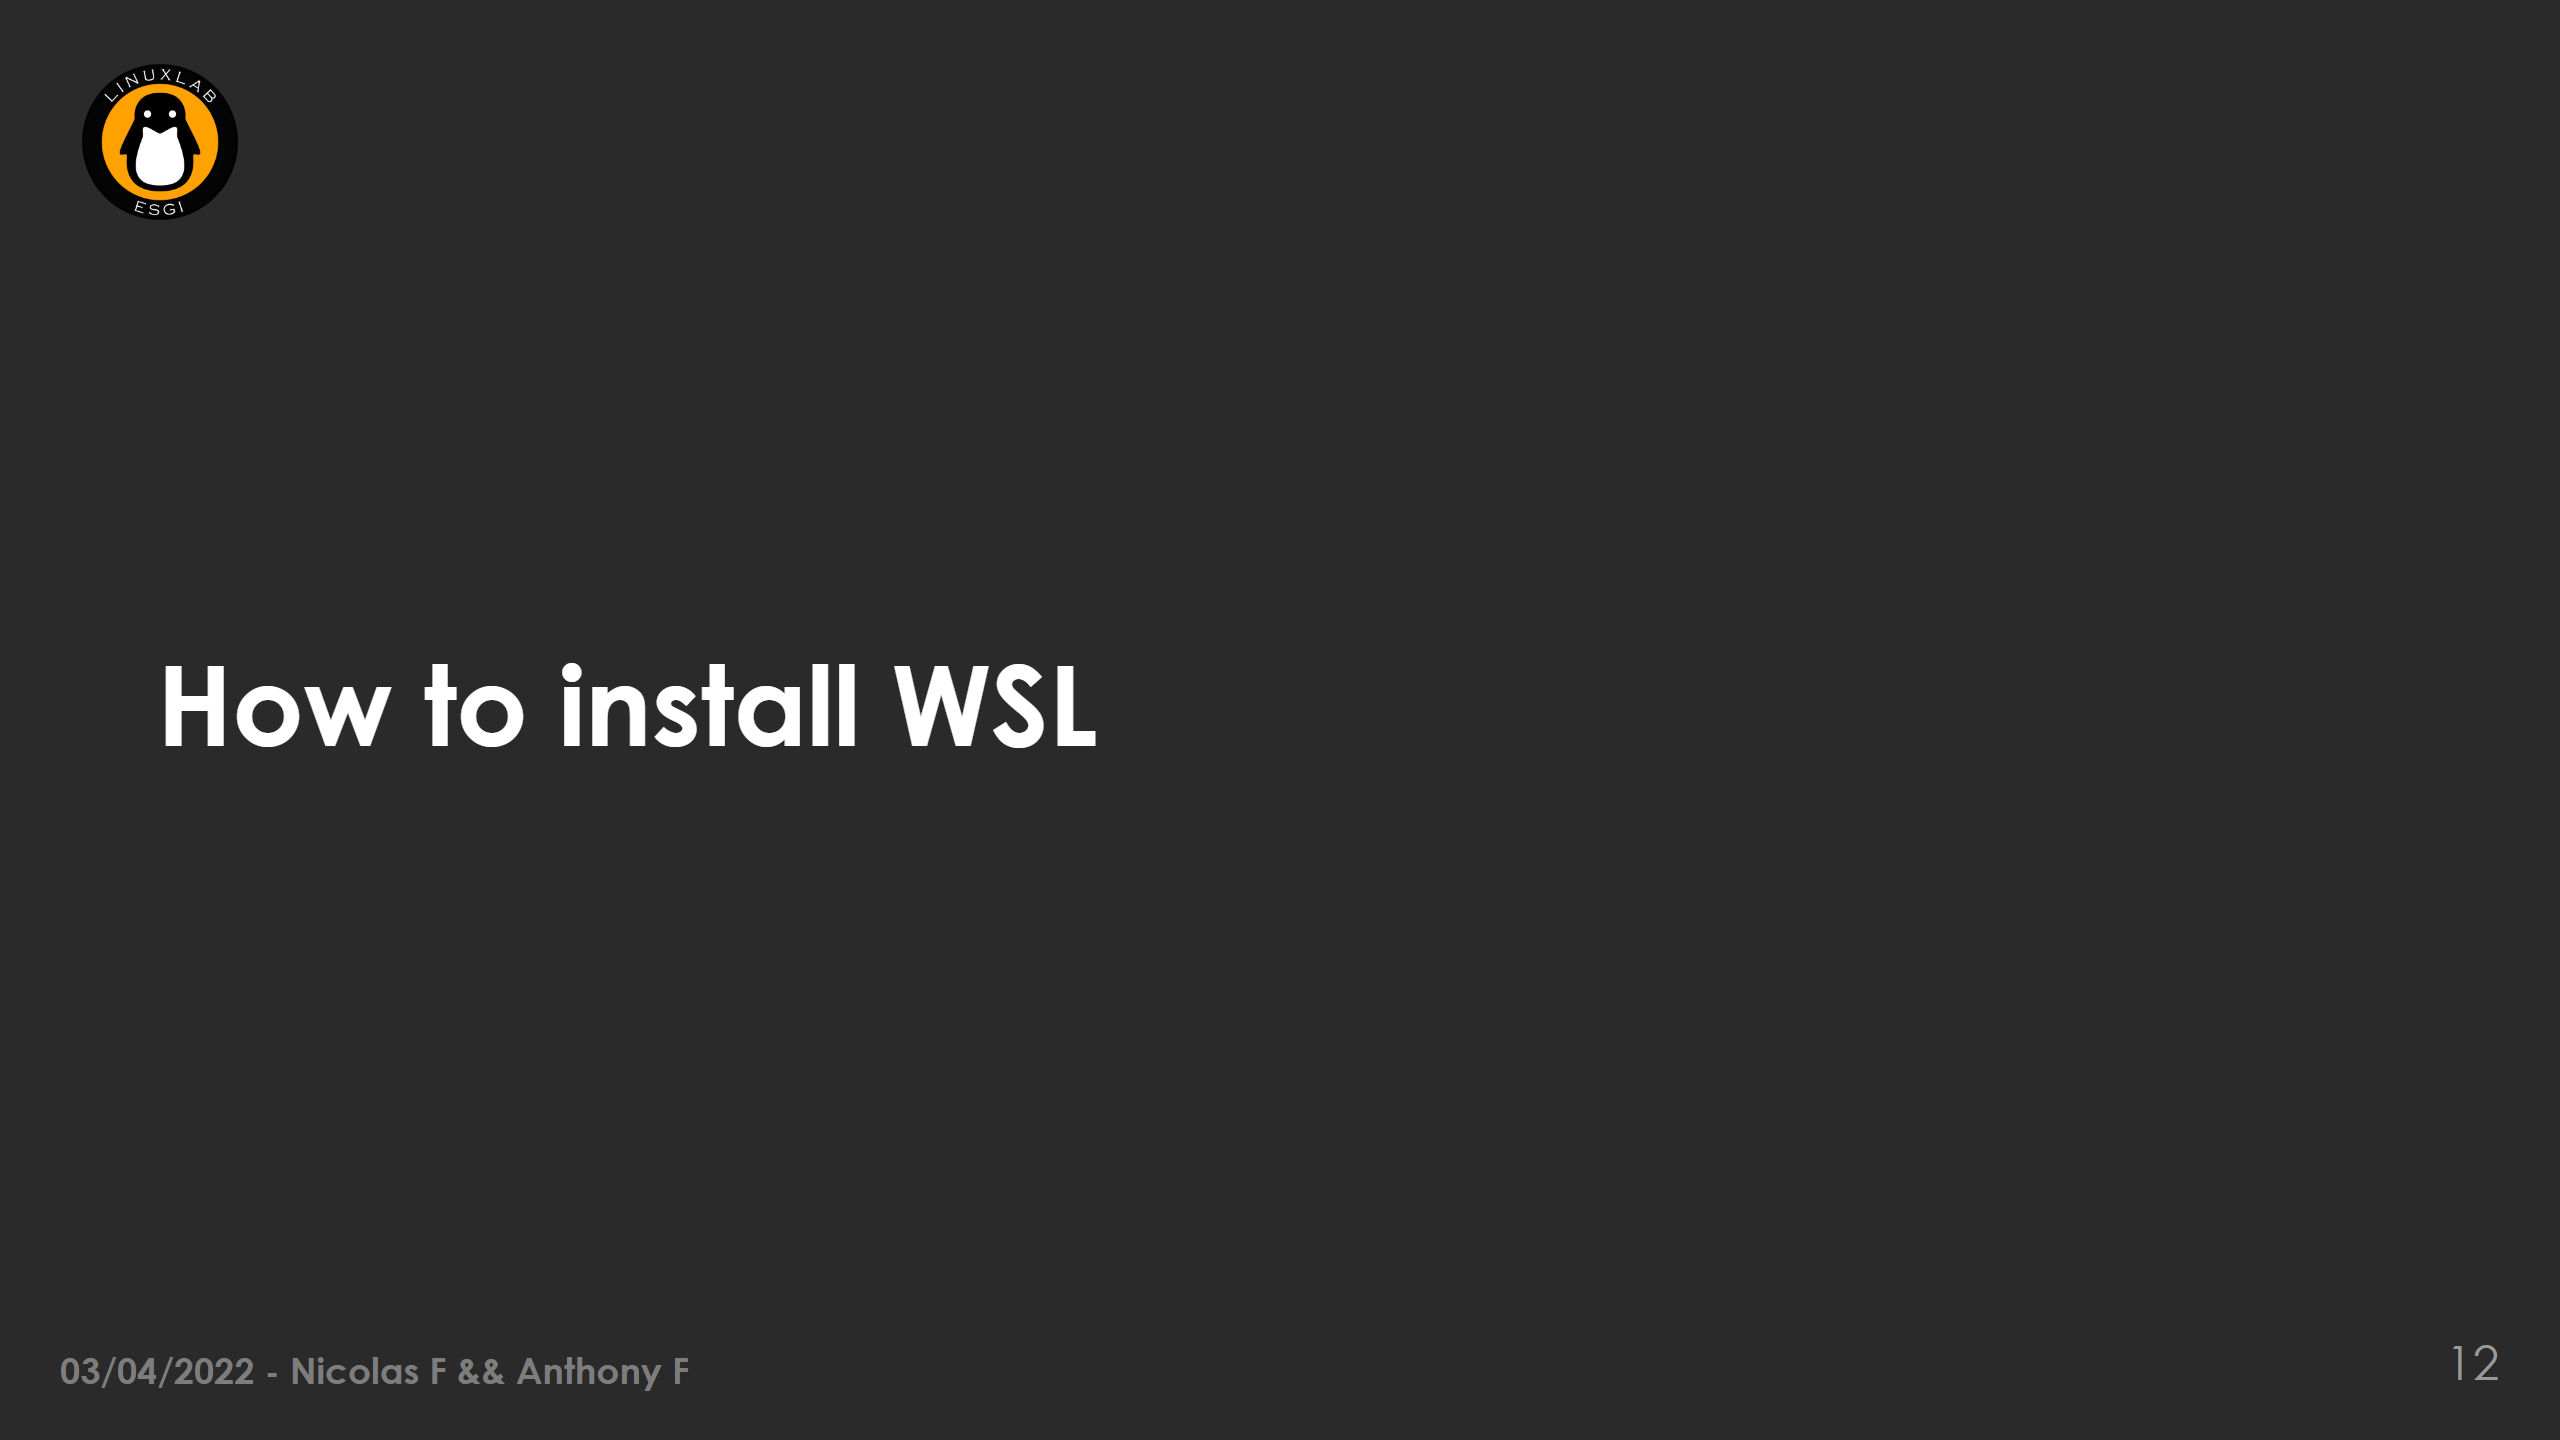 LINUXLAB
ESGI
How to install WSL
03/04/2022 - Nicolas F && Anthony F
12